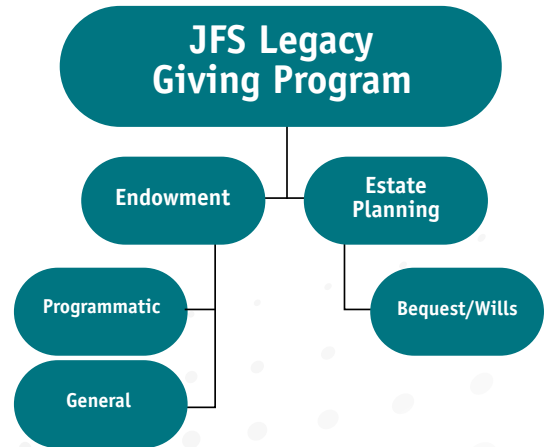 JFS Legacy
Giving Program
Endowment
Estate
Planning
Programmatic
Bequest/Wills
General